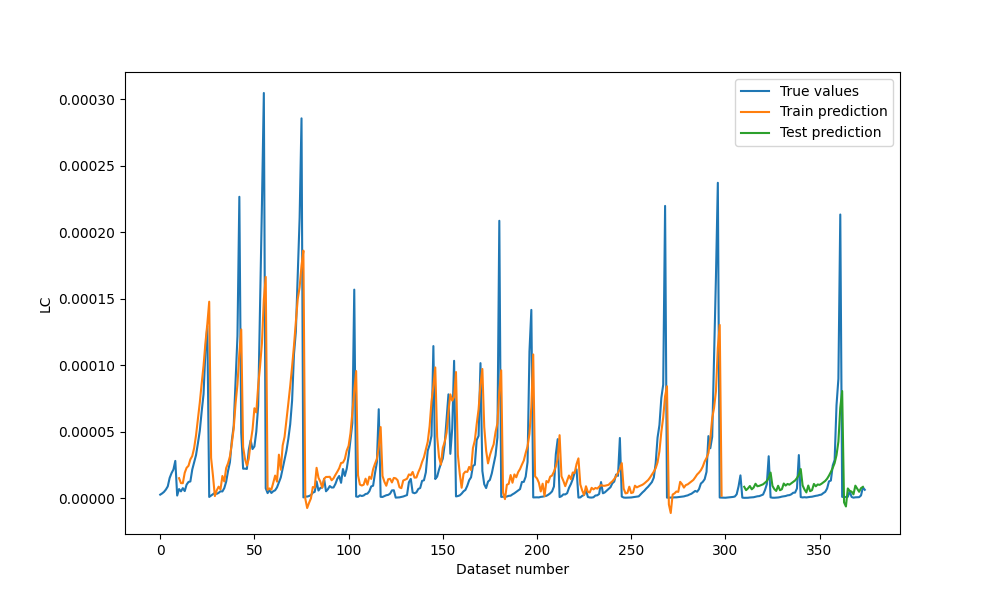 True values
Train prediction
Test prediction
0.00030
0.00025
0.00020
0.00015
0.00010
0.00005
0.00000
LC
0 50 100 150 200 250 300 350
Dataset number